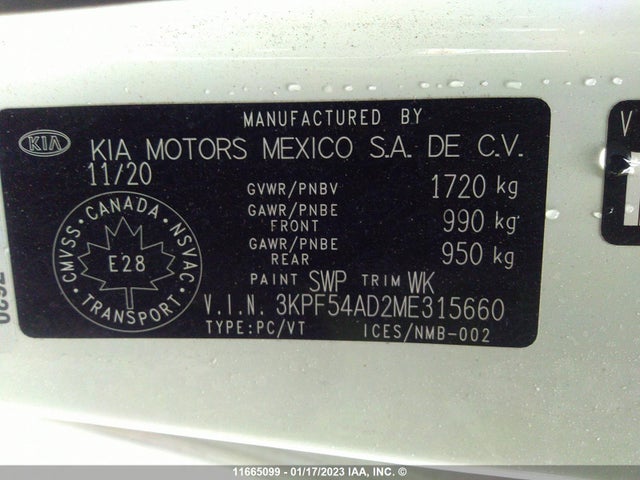 MANUFACTURED BY
KIA KIA MOTORS MEXICO S.A. DE C.V.
11/20
GVWR/PNBV 1720 kg
GAWR/PNBE FRONT 990 kg
GAWR/PNBE REAR 950 kg
CANADA
CMVSS NSVAC
E28
TRANSPORT
PAINT SWP TRIM WK
V.I.N. 3KPF54AD2ME315660
TYPE:PC/VT ICES/NMB-002
V
11665099 - 01/17/2023 IAA, INC. ©